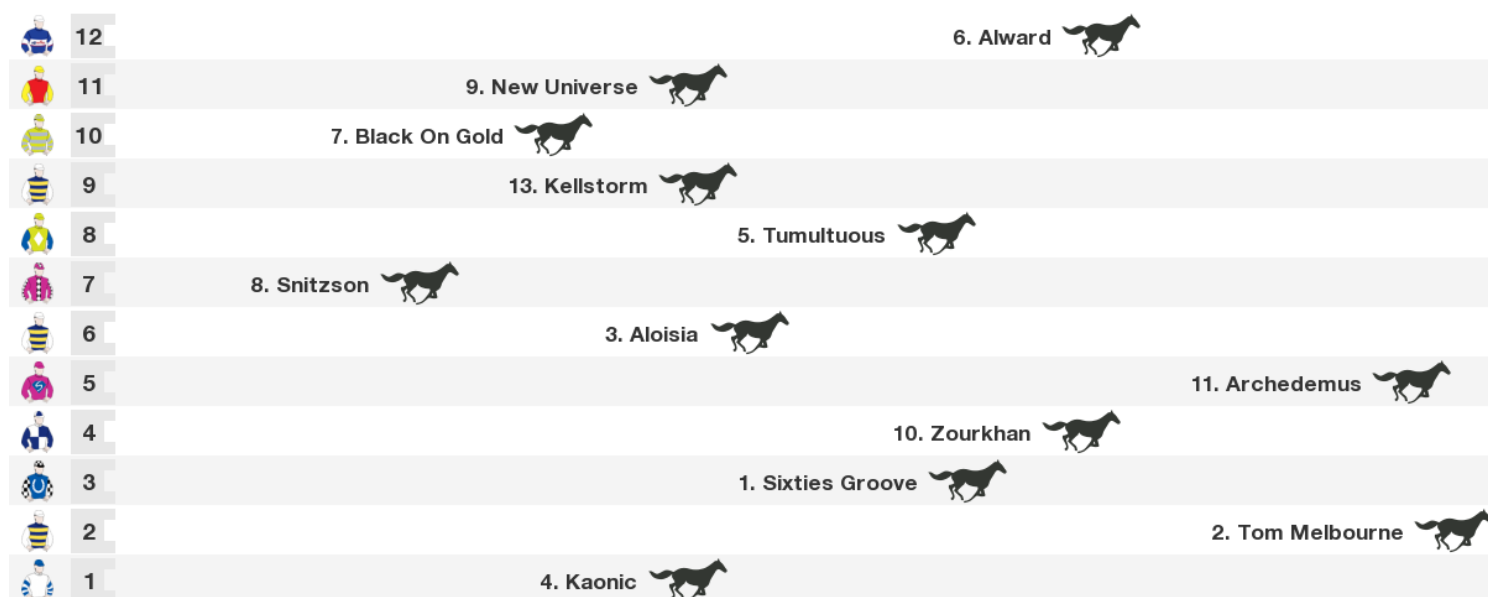 12 6. Alward
11 9. New Universe
10 7. Black On Gold
9 13. Kellstorm
8 5. Tumultuous
7 8. Snitzson
6 3. Aloisia
5 11. Archedemus
4 10. Zourkhan
3 1. Sixties Groove
2 2. Tom Melbourne
1 4. Kaonic